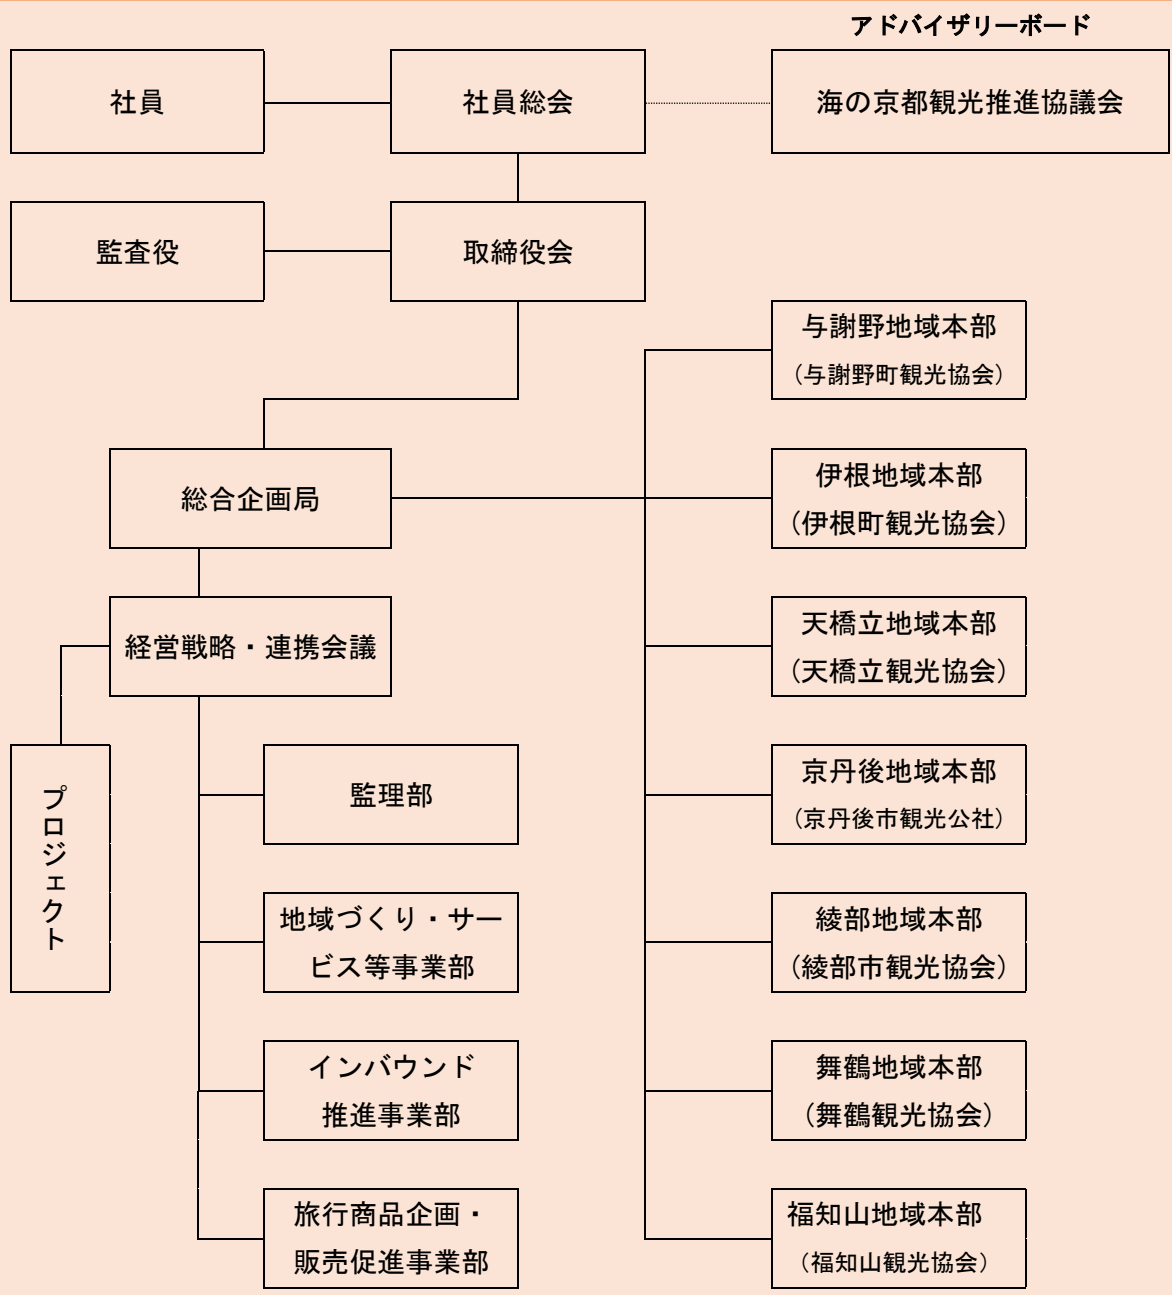 アドバイザリーボード
社員
社員総会
海の京都観光推進協議会
監査役
取締役会
与謝野地域本部
（与謝野町観光協会）
総合企画局
伊根地域本部
（伊根町観光協会）
経営戦略・連携会議
天橋立地域本部
（天橋立観光協会）
プロジェクト
監理部
京丹後地域本部
（京丹後市観光公社）
地域づくり・サー
ビス等事業部
綾部地域本部
（綾部市観光協会）
インバウンド
推進事業部
舞鶴地域本部
（舞鶴観光協会）
旅行商品企画・
販売促進事業部
福知山地域本部
（福知山観光協会）